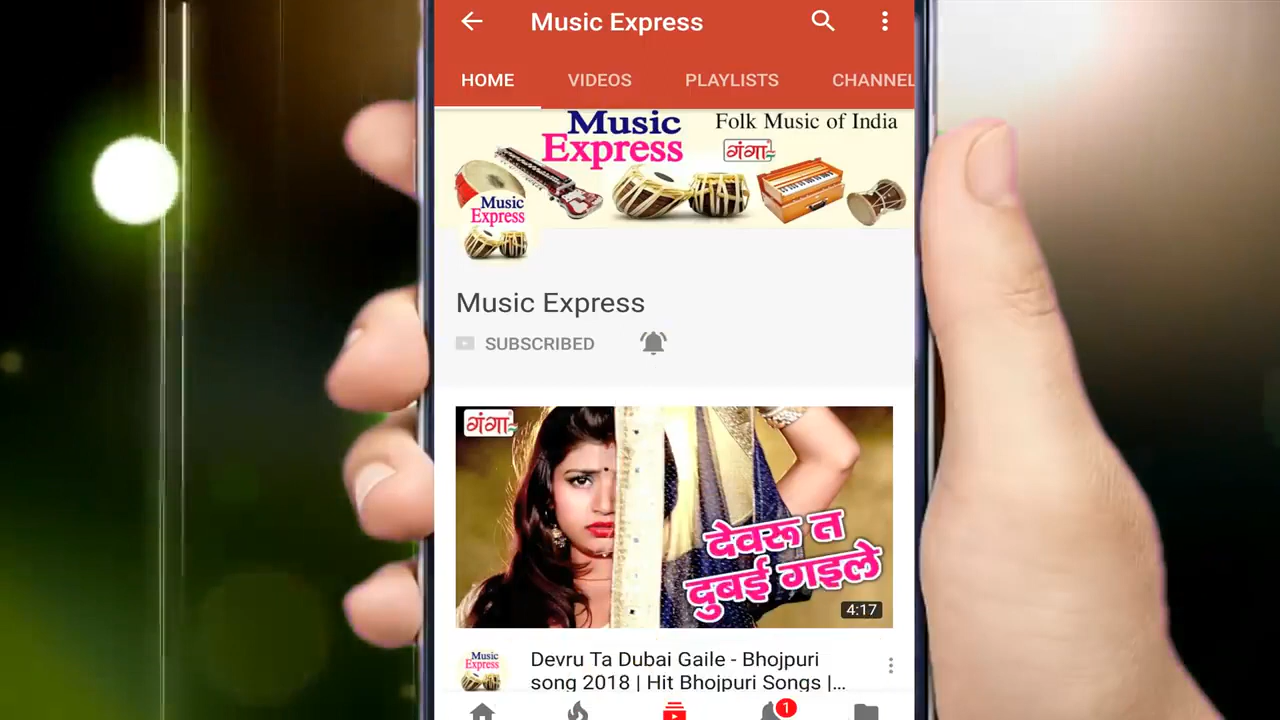 Music Express
HOME VIDEOS PLAYLISTS CHANNEL
Music
Express
Folk Music of India
गंगा
Music
Express
Music Express
SUBSCRIBED
गंगा
देवरू त
दुबई गइले
4:17
Music
Express
Devru Ta Dubai Gaile - Bhojpuri
song 2018 | Hit Bhojpuri Songs |...
1